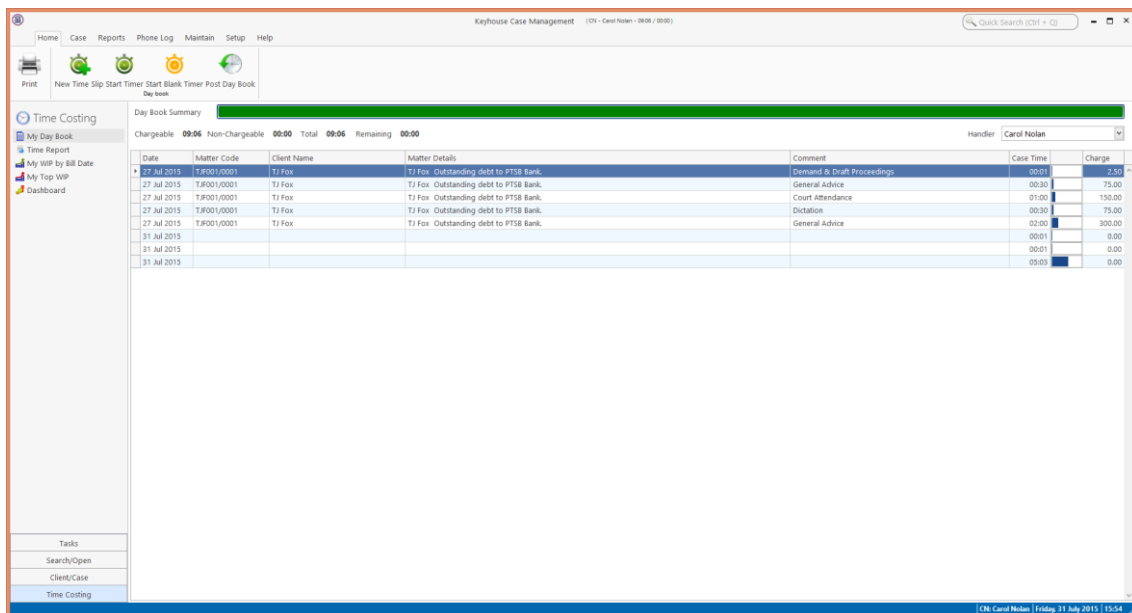 Keyhouse Case Management (CN - Carol Nolan - 09:06 / 00:00)
Quick Search (Ctrl + Q)
Home Case Reports Phone Log Maintain Setup Help
Print New Time Slip Start Timer Start Blank Timer Post Day Book
Day book
Time Costing
My Day Book
Time Report
My WIP by Bill Date
My Top WIP
Dashboard
Day Book Summary
Chargeable 09:06 Non-Chargeable 00:00 Total 09:06 Remaining 00:00 Handler Carol Nolan
Date Matter Code Client Name Matter Details Comment Case Time Charge
27 Jul 2015 TJF001/0001 TJ Fox TJ Fox Outstanding debt to PTSB Bank. Demand & Draft Proceedings 00:01 2.50
27 Jul 2015 TJF001/0001 TJ Fox TJ Fox Outstanding debt to PTSB Bank. General Advice 00:30 75.00
27 Jul 2015 TJF001/0001 TJ Fox TJ Fox Outstanding debt to PTSB Bank. Court Attendance 01:00 150.00
27 Jul 2015 TJF001/0001 TJ Fox TJ Fox Outstanding debt to PTSB Bank. Dictation 00:30 75.00
27 Jul 2015 TJF001/0001 TJ Fox TJ Fox Outstanding debt to PTSB Bank. General Advice 02:00 300.00
31 Jul 2015 00:01 0.00
31 Jul 2015 00:01 0.00
31 Jul 2015 05:03 0.00
Tasks
Search/Open
Client/Case
Time Costing
CN: Carol Nolan Friday, 31 July 2015 15:54